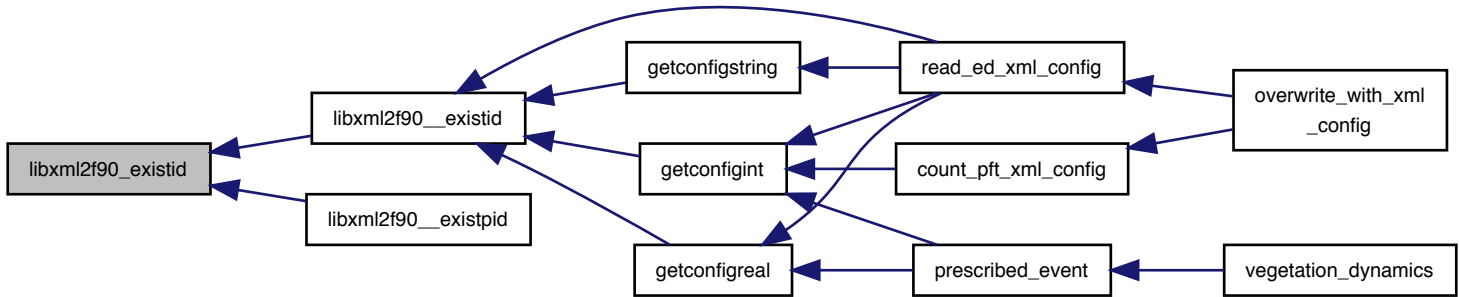 libxml2f90_existid
libxml2f90__existid
libxml2f90__existpid
getconfigstring
getconfigint
getconfigreal
read_ed_xml_config
count_pft_xml_config
prescribed_event
overwrite_with_xml
_config
vegetation_dynamics